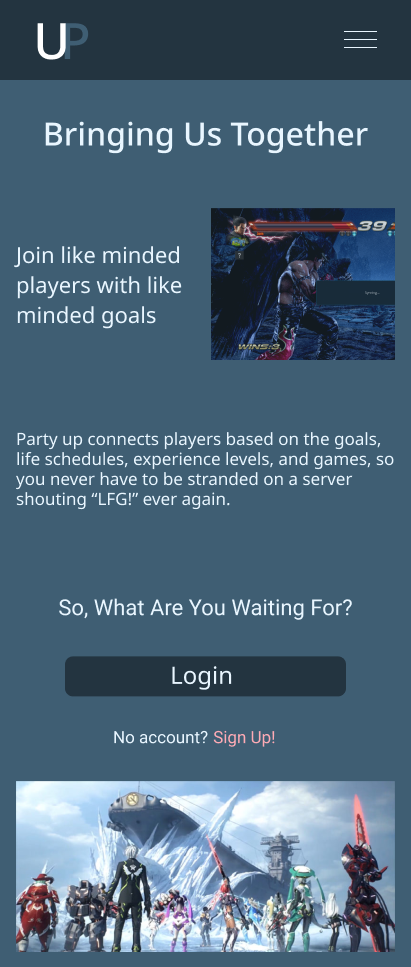 UP
Bringing Us Together
39
Join like minded
players with like
minded goals
WINS:3
Party up connects players based on the goals,
life schedules, experience levels, and games, so
you never have to be stranded on a server
shouting “LFG!” ever again.
So, What Are You Waiting For?
Login
No account? Sign Up!